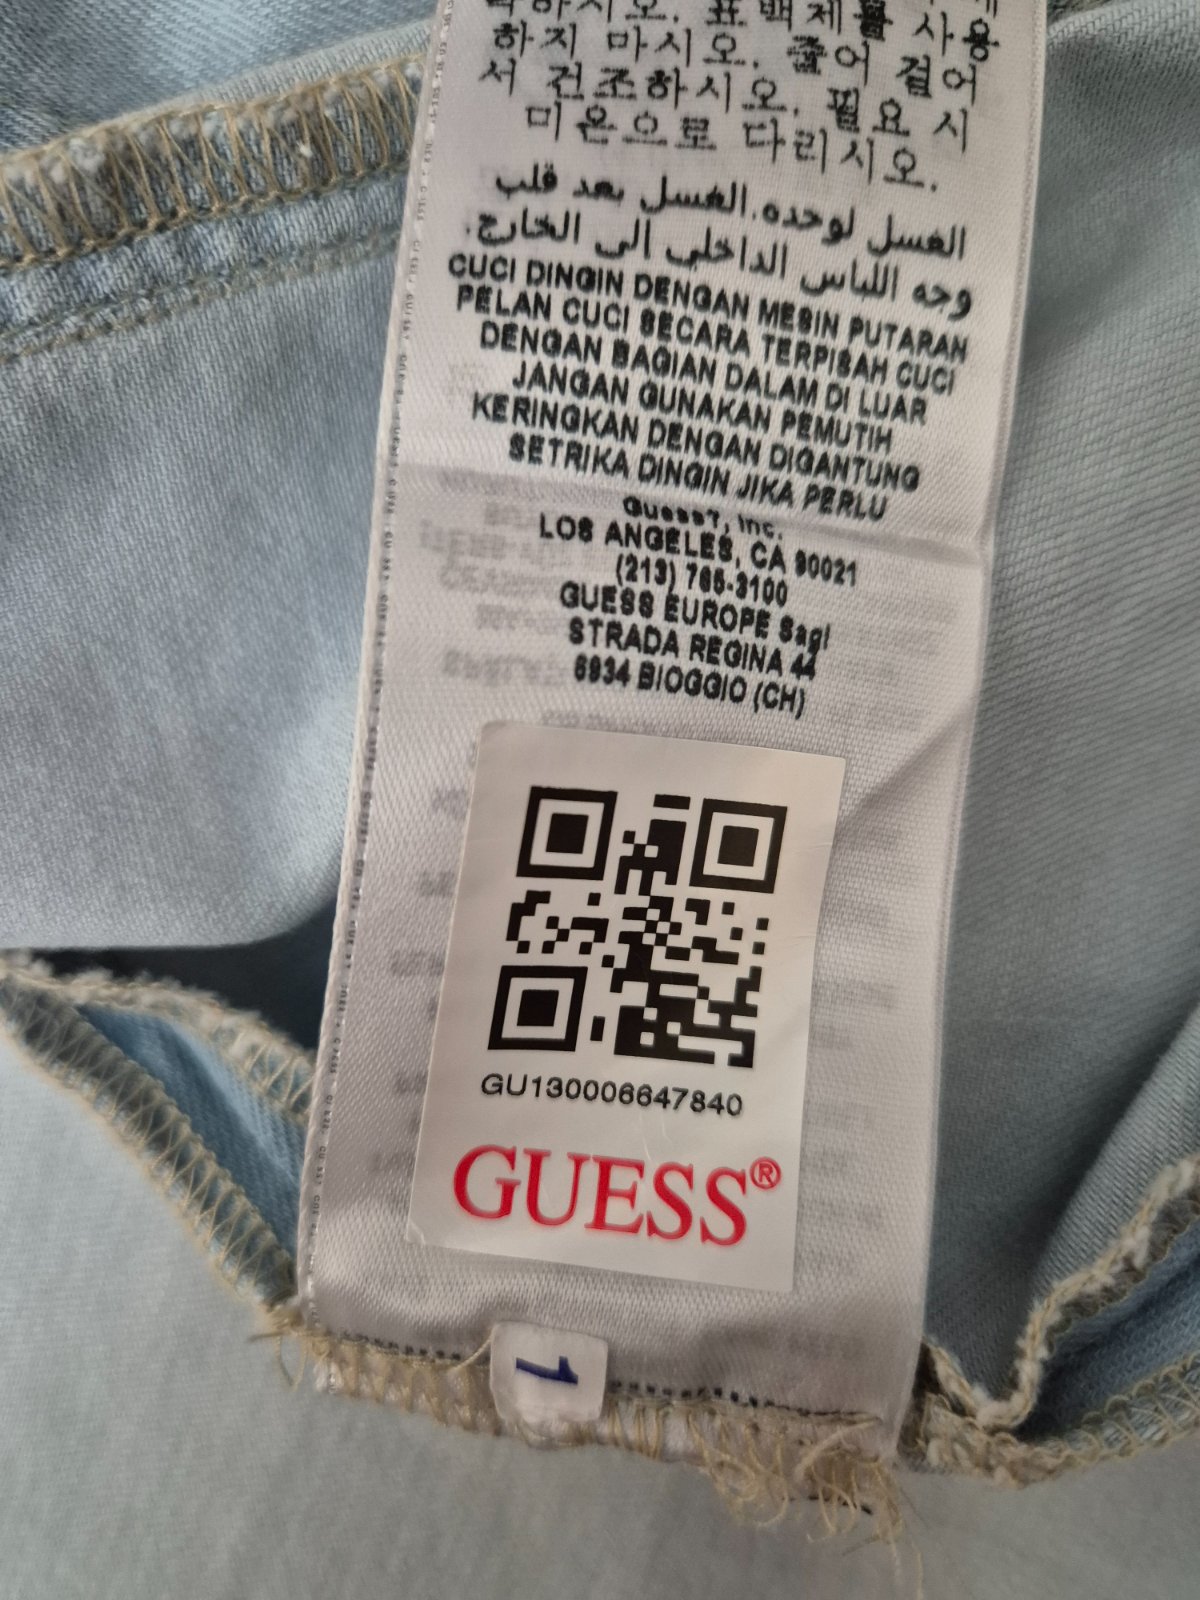 하시오. 표백제를 사용
하지 마시오. 줄어 걸어
서 건조하시오. 필요 시
미온으로 다리시오.
الغسل لوحده.الغسل بعد قلب
وجه اللباس الداخلي الى الخارج.
CUCI DINGIN DENGAN MESIN PUTARAN
PELAN CUCI SECARA TERPISAH CUCI
DENGAN BAGIAN DALAM DI LUAR
JANGAN GUNAKAN PEMUTIH
KERINGKAN DENGAN DIGANTUNG
SETRIKA DINGIN JIKA PERLU
Guess?, Inc.
LOS ANGELES, CA 90021
(213) 765-3100
GUESS EUROPE Sagl
STRADA REGINA 44
6934 BIOGGIO (CH)
GU130006647840
GUESS®
1